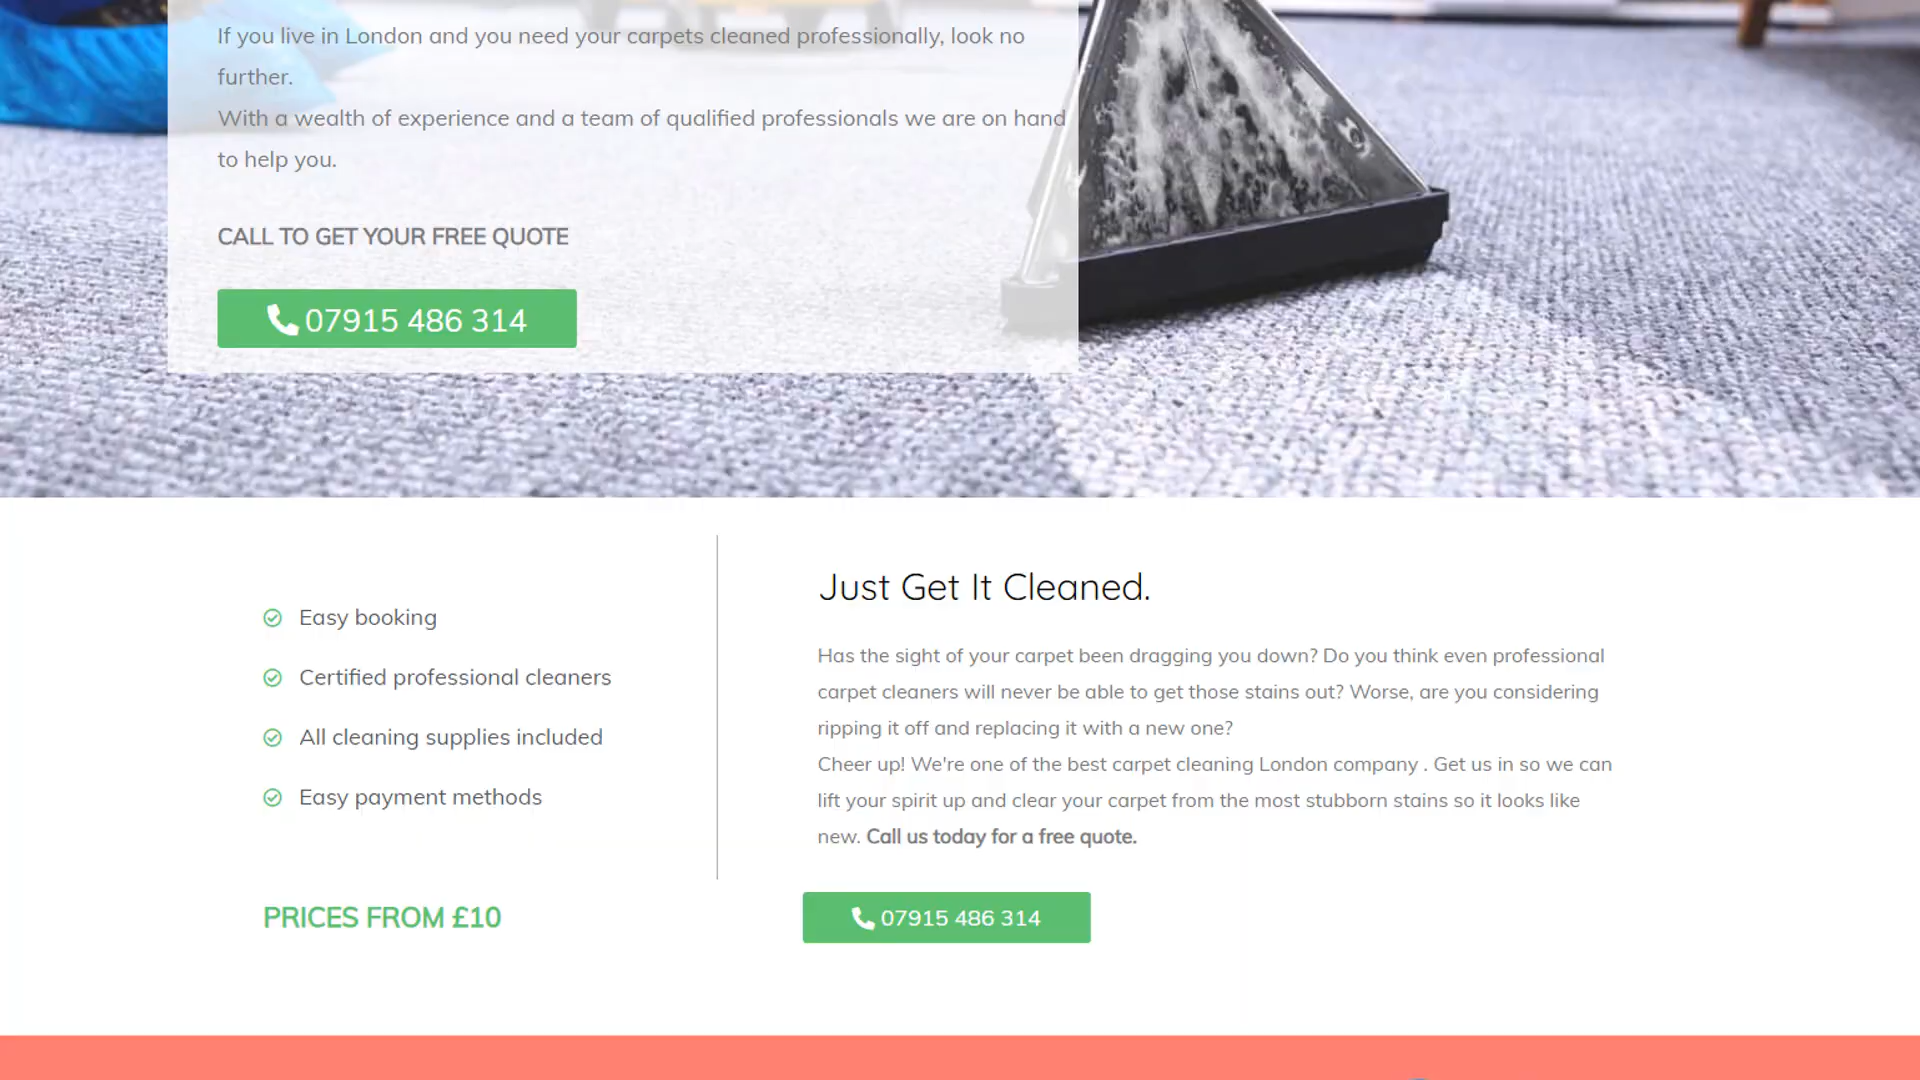 If you live in London and you need your carpets cleaned professionally, look no
further.
With a wealth of experience and a team of qualified professionals we are on hand
to help you.
CALL TO GET YOUR FREE QUOTE
07915 486 314
Easy booking
Certified professional cleaners
All cleaning supplies included
Easy payment methods
PRICES FROM £10
Just Get It Cleaned.
Has the sight of your carpet been dragging you down? Do you think even professional
carpet cleaners will never be able to get those stains out? Worse, are you considering
ripping it off and replacing it with a new one?
Cheer up! We're one of the best carpet cleaning London company . Get us in so we can
lift your spirit up and clear your carpet from the most stubborn stains so it looks like
new. Call us today for a free quote.
07915 486 314